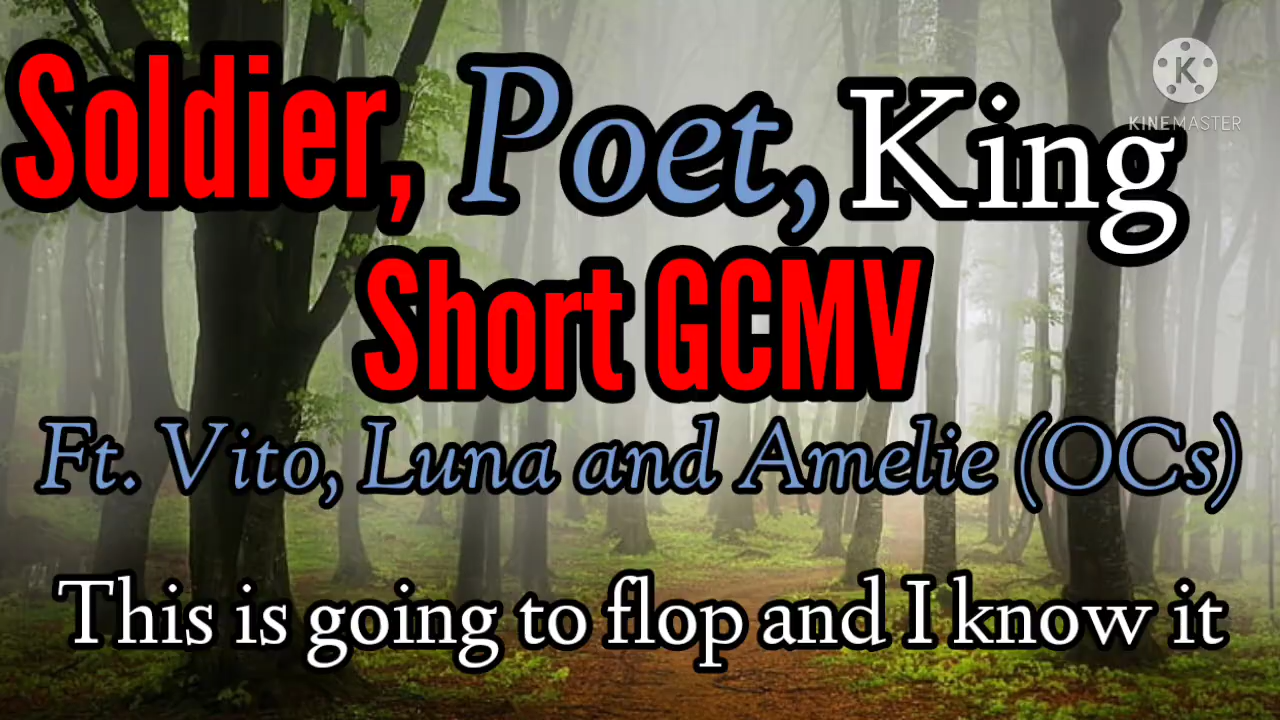 Soldier, Poet, King
K
KINEMASTER
Short GCMV
Ft. Vito, Luna and Amelie (OCs)
This is going to flop and I know it